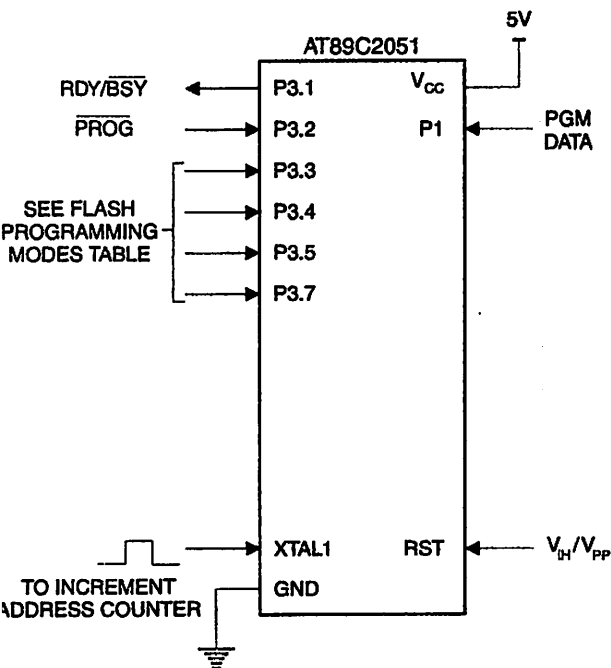 5V
AT89C2051
RDY/BSY
P3.1
VCC
PROG
P3.2
P1
PGM
DATA
P3.3
SEE FLASH
PROGRAMMING
MODES TABLE
P3.4
P3.5
P3.7
XTAL1
RST
VIH/VPP
TO INCREMENT
ADDRESS COUNTER
GND